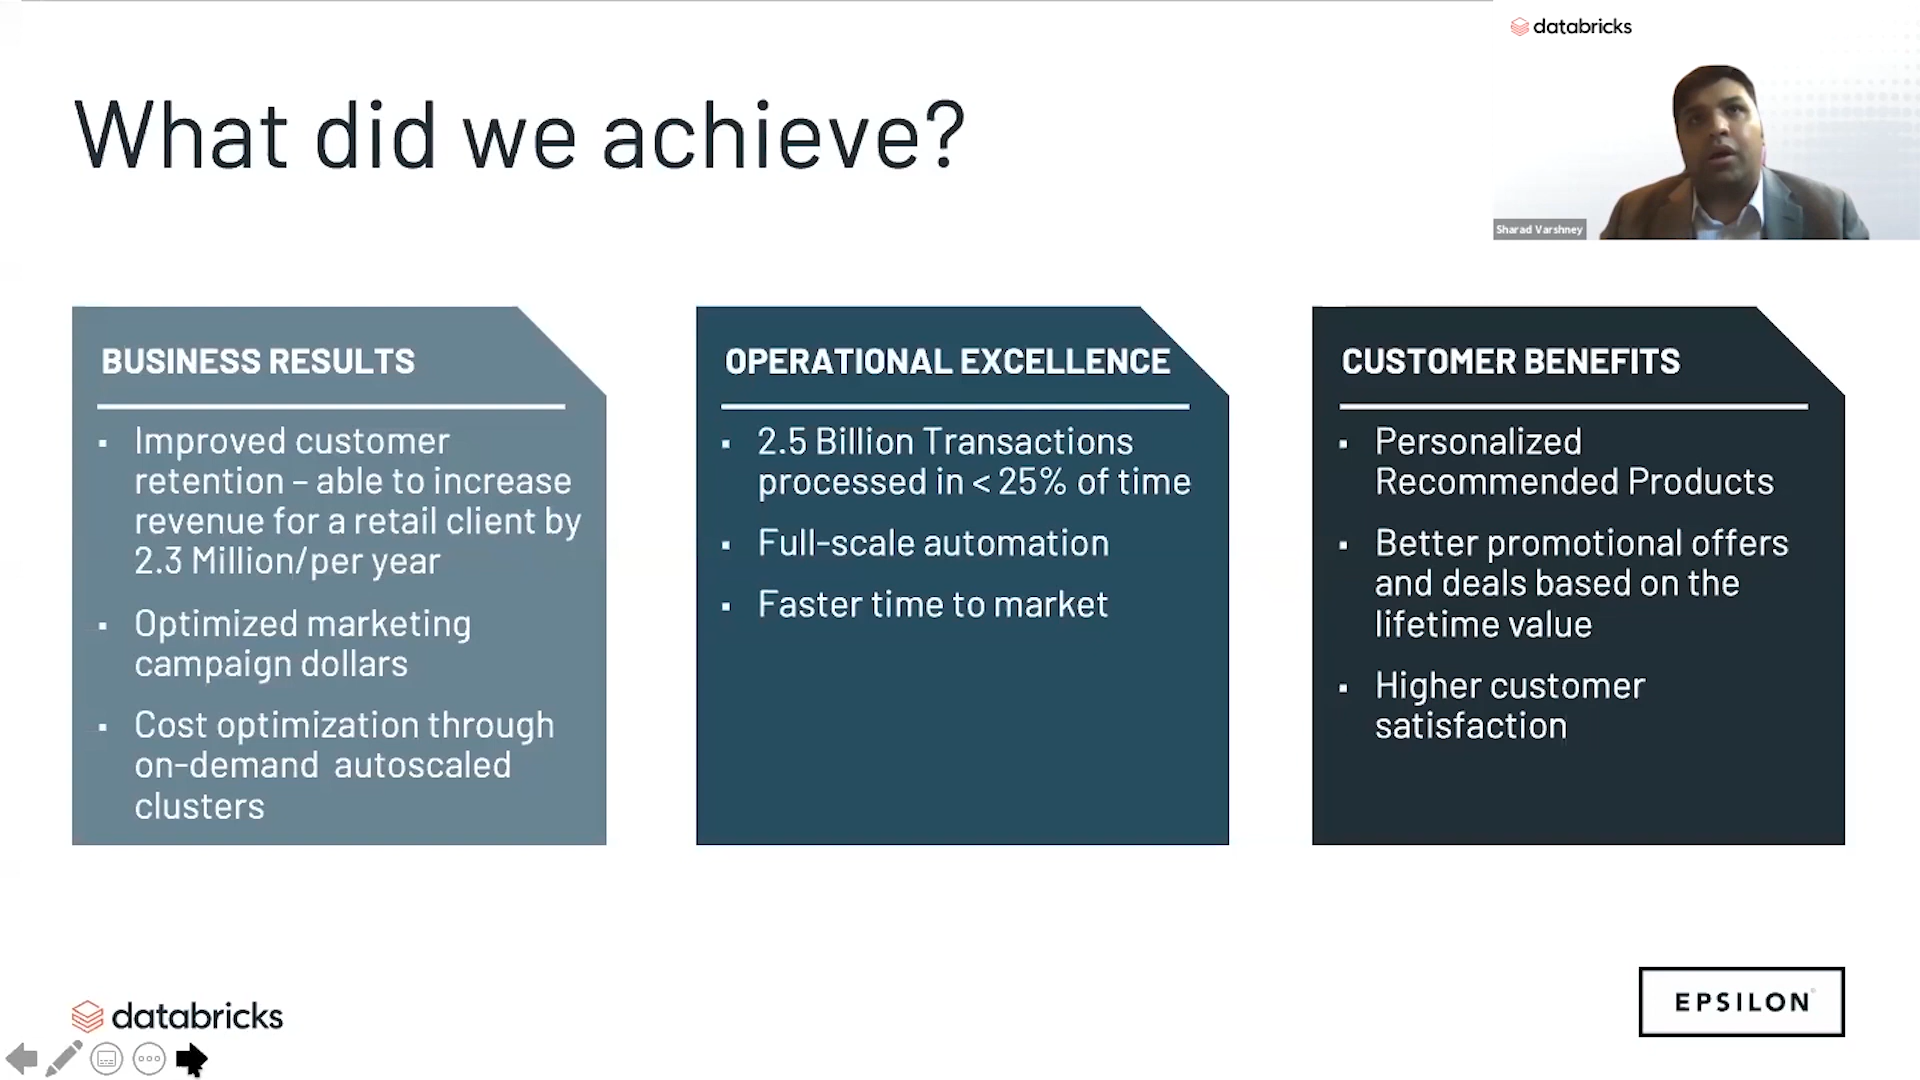 databricks
What did we achieve?
Sharad Varshney
BUSINESS RESULTS
▪ Improved customer
retention – able to increase
revenue for a retail client by
2.3 Million/per year
▪ Optimized marketing
campaign dollars
▪ Cost optimization through
on-demand autoscaled
clusters
OPERATIONAL EXCELLENCE
▪ 2.5 Billion Transactions
processed in < 25% of time
▪ Full-scale automation
▪ Faster time to market
CUSTOMER BENEFITS
▪ Personalized
Recommended Products
▪ Better promotional offers
and deals based on the
lifetime value
▪ Higher customer
satisfaction
databricks
EPSILON